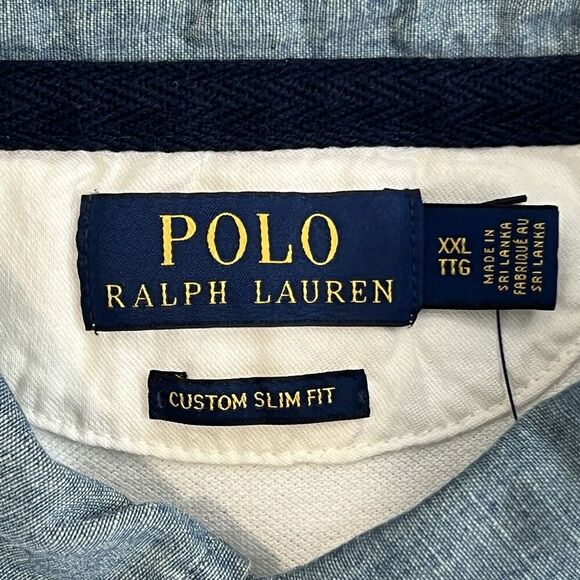 POLO
RALPH LAUREN
XXL
TTG
MADE IN
SRI LANKA
FABRIQUÉ AU
SRI LANKA
CUSTOM SLIM FIT